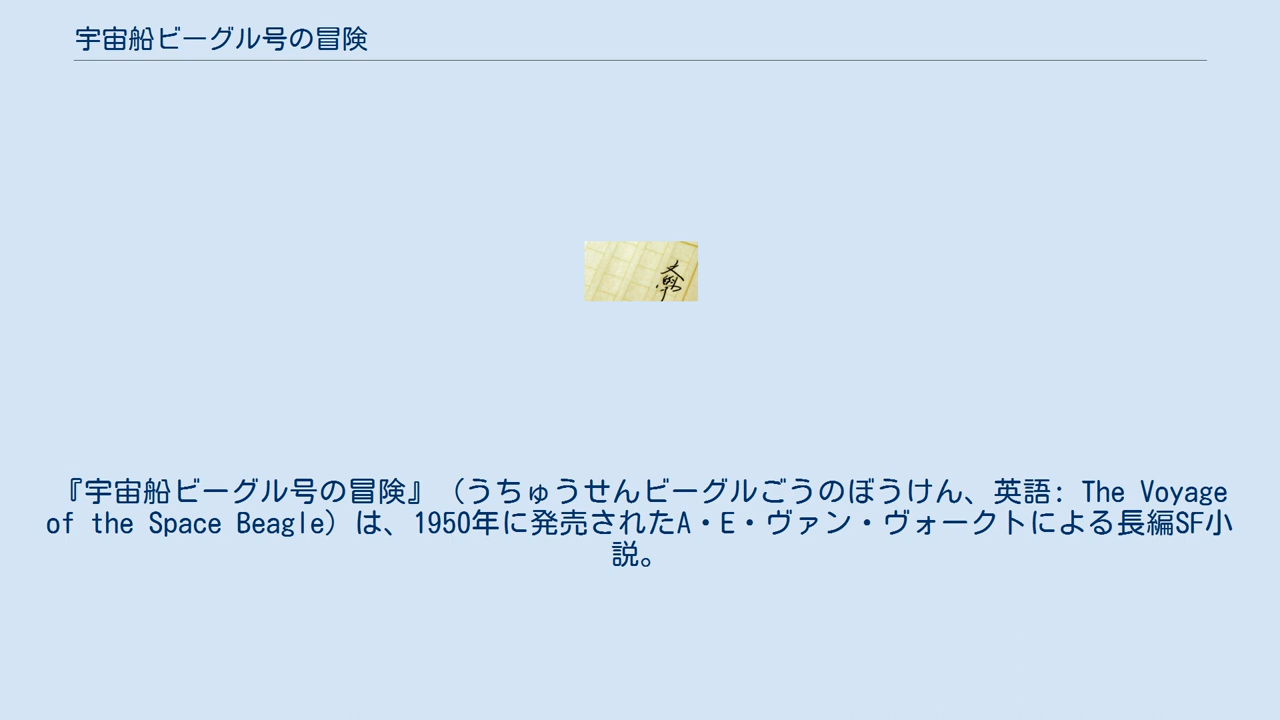 宇宙船ビーグル号の冒険
『宇宙船ビーグル号の冒険』（うちゅうせんビーグルごうのぼうけん、英語: The Voyage
of the Space Beagle）は、1950年に発売されたA・E・ヴァン・ヴォークトによる長編SF小
説。